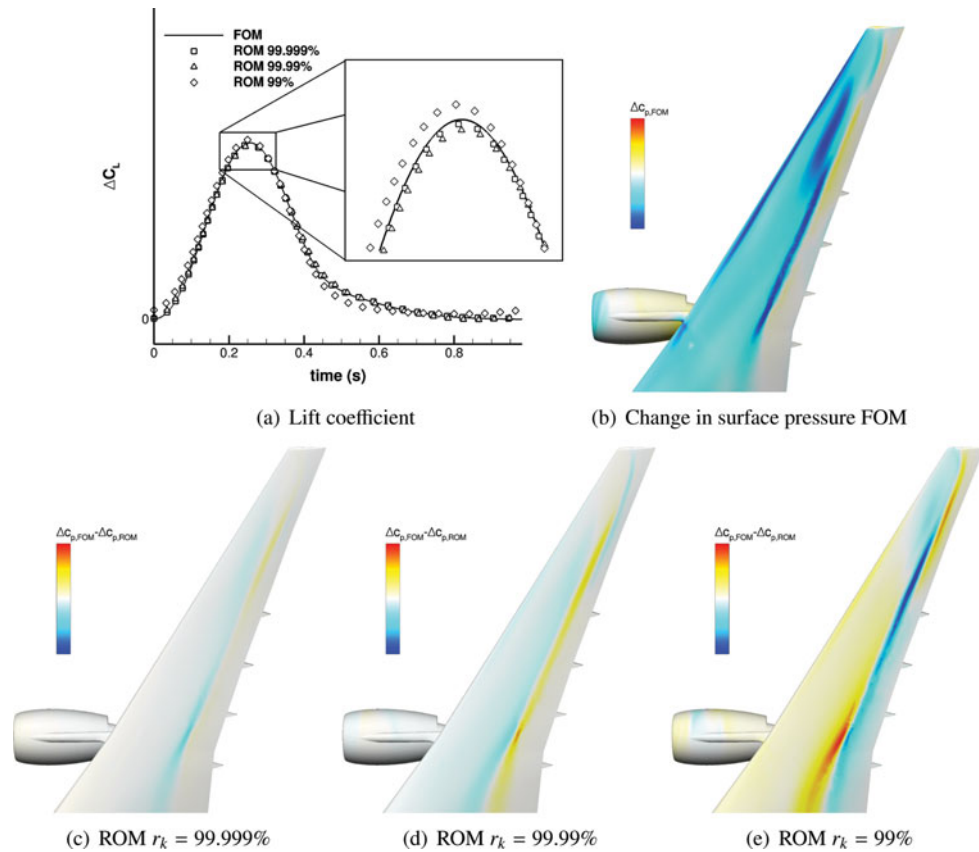 FOM
ROM 99.999%
ROM 99.99%
ROM 99%
ΔC_L
0
0
0.2
0.4
0.6
0.8
time (s)
(a) Lift coefficient
Δc_p,FOM
(b) Change in surface pressure FOM
Δc_p,FOM-Δc_p,ROM
Δc_p,FOM-Δc_p,ROM
Δc_p,FOM-Δc_p,ROM
(c) ROM r_k = 99.999%
(d) ROM r_k = 99.99%
(e) ROM r_k = 99%